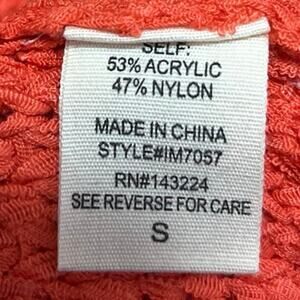 SELF:
53% ACRYLIC
47% NYLON
MADE IN CHINA
STYLE#IM7057
RN#143224
SEE REVERSE FOR CARE
S